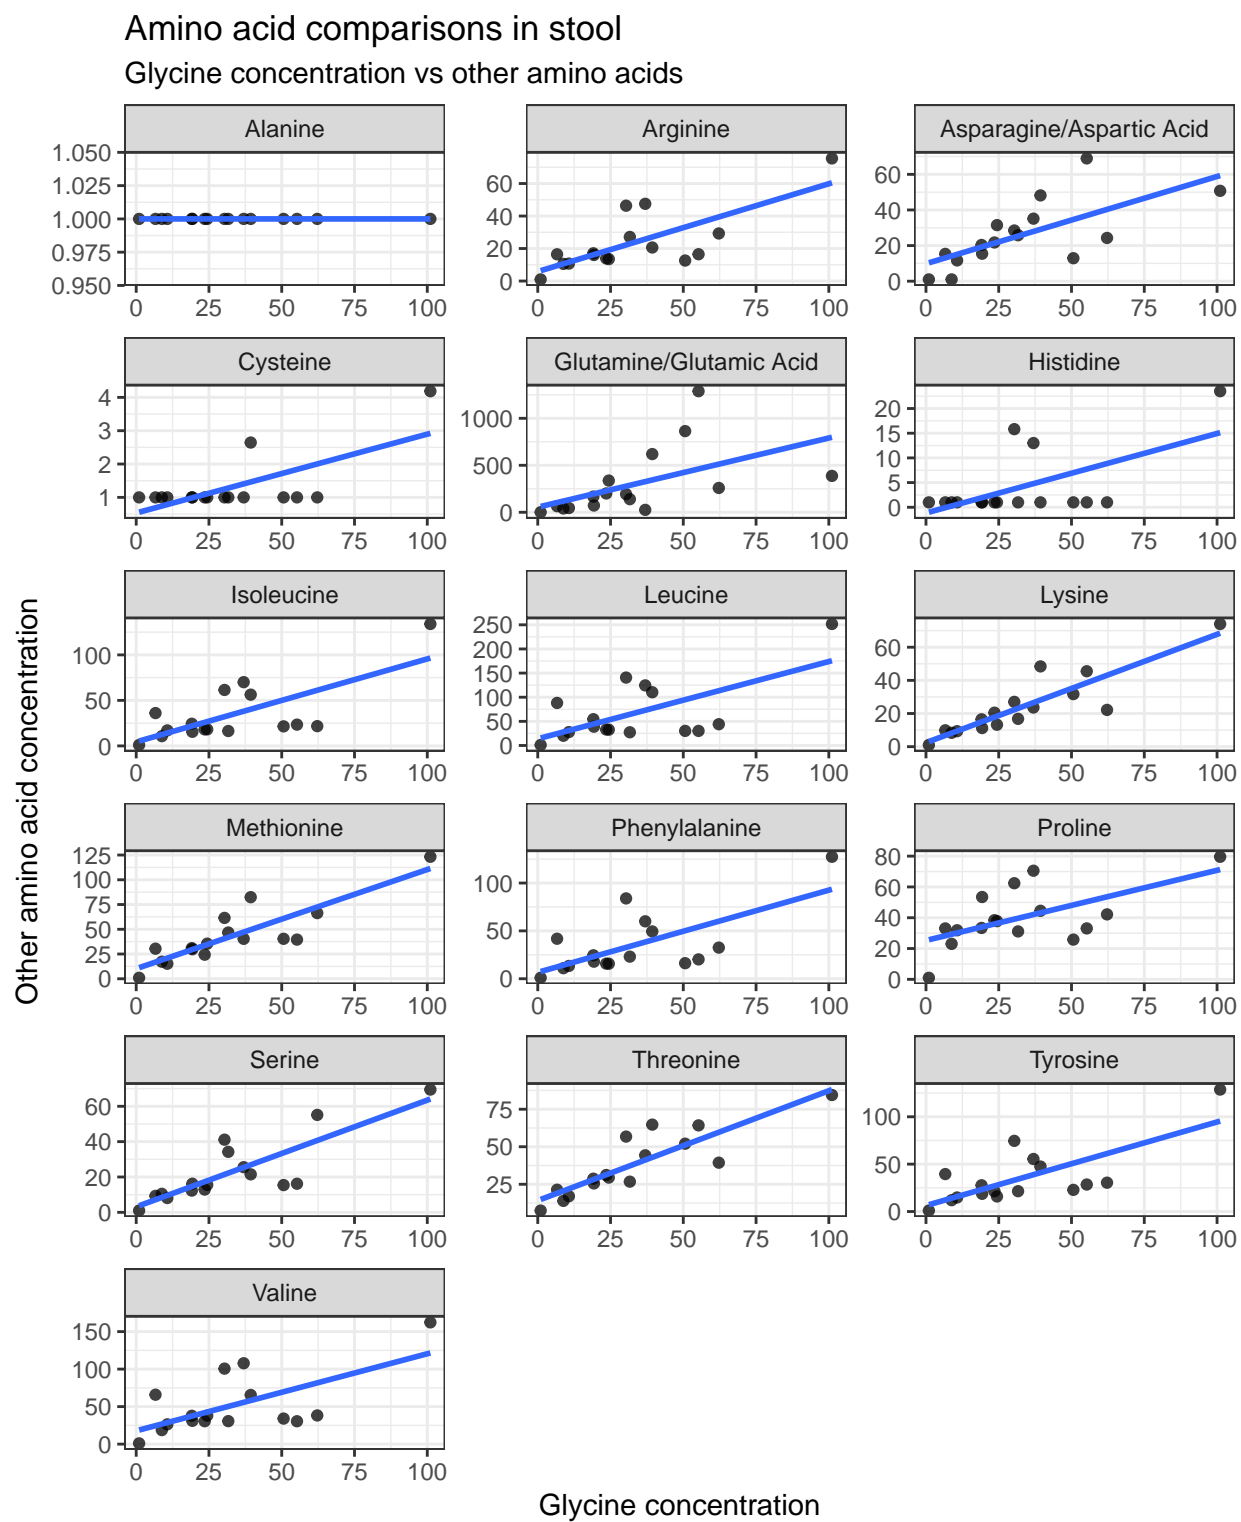 Amino acid comparisons in stool
Glycine concentration vs other amino acids
Alanine Arginine Asparagine/Aspartic Acid
1.050
1.025
1.000
0.975
0.950
0 25 50 75 100
60
40
20
0
0 25 50 75 100
60
40
20
0
0 25 50 75 100
Cysteine Glutamine/Glutamic Acid Histidine
4
3
2
1
0 25 50 75 100
1000
500
0
0 25 50 75 100
20
15
10
5
0
0 25 50 75 100
Isoleucine Leucine Lysine
100
50
0
0 25 50 75 100
250
200
150
100
50
0
0 25 50 75 100
60
40
20
0
0 25 50 75 100
Methionine Phenylalanine Proline
125
100
75
50
25
0
0 25 50 75 100
100
50
0
0 25 50 75 100
80
60
40
20
0
0 25 50 75 100
Serine Threonine Tyrosine
60
40
20
0
0 25 50 75 100
75
50
25
0 25 50 75 100
100
50
0
0 25 50 75 100
Valine
150
100
50
0
0 25 50 75 100
Other amino acid concentration
Glycine concentration